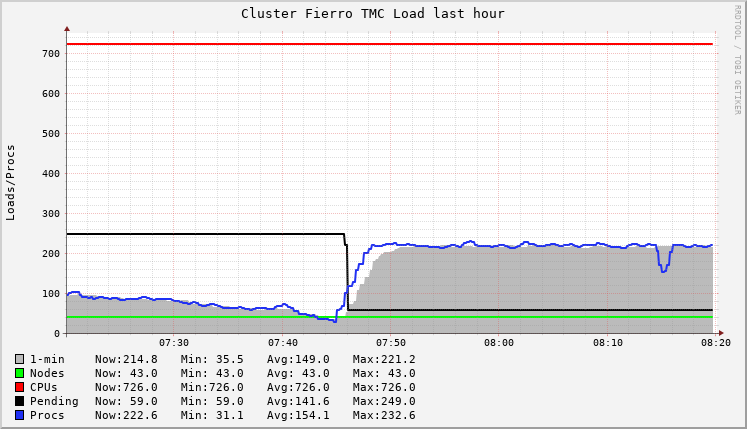 Cluster Fierro TMC Load last hour
RRDTOOL / TOBI OETIKER
Loads/Procs
700
600
500
400
300
200
100
0
07:30 07:40 07:50 08:00 08:10 08:20
1-min Now:214.8 Min: 35.5 Avg:149.0 Max:221.2
Nodes Now: 43.0 Min: 43.0 Avg: 43.0 Max: 43.0
CPUs Now:726.0 Min:726.0 Avg:726.0 Max:726.0
Pending Now: 59.0 Min: 59.0 Avg:141.6 Max:249.0
Procs Now:222.6 Min: 31.1 Avg:154.1 Max:232.6